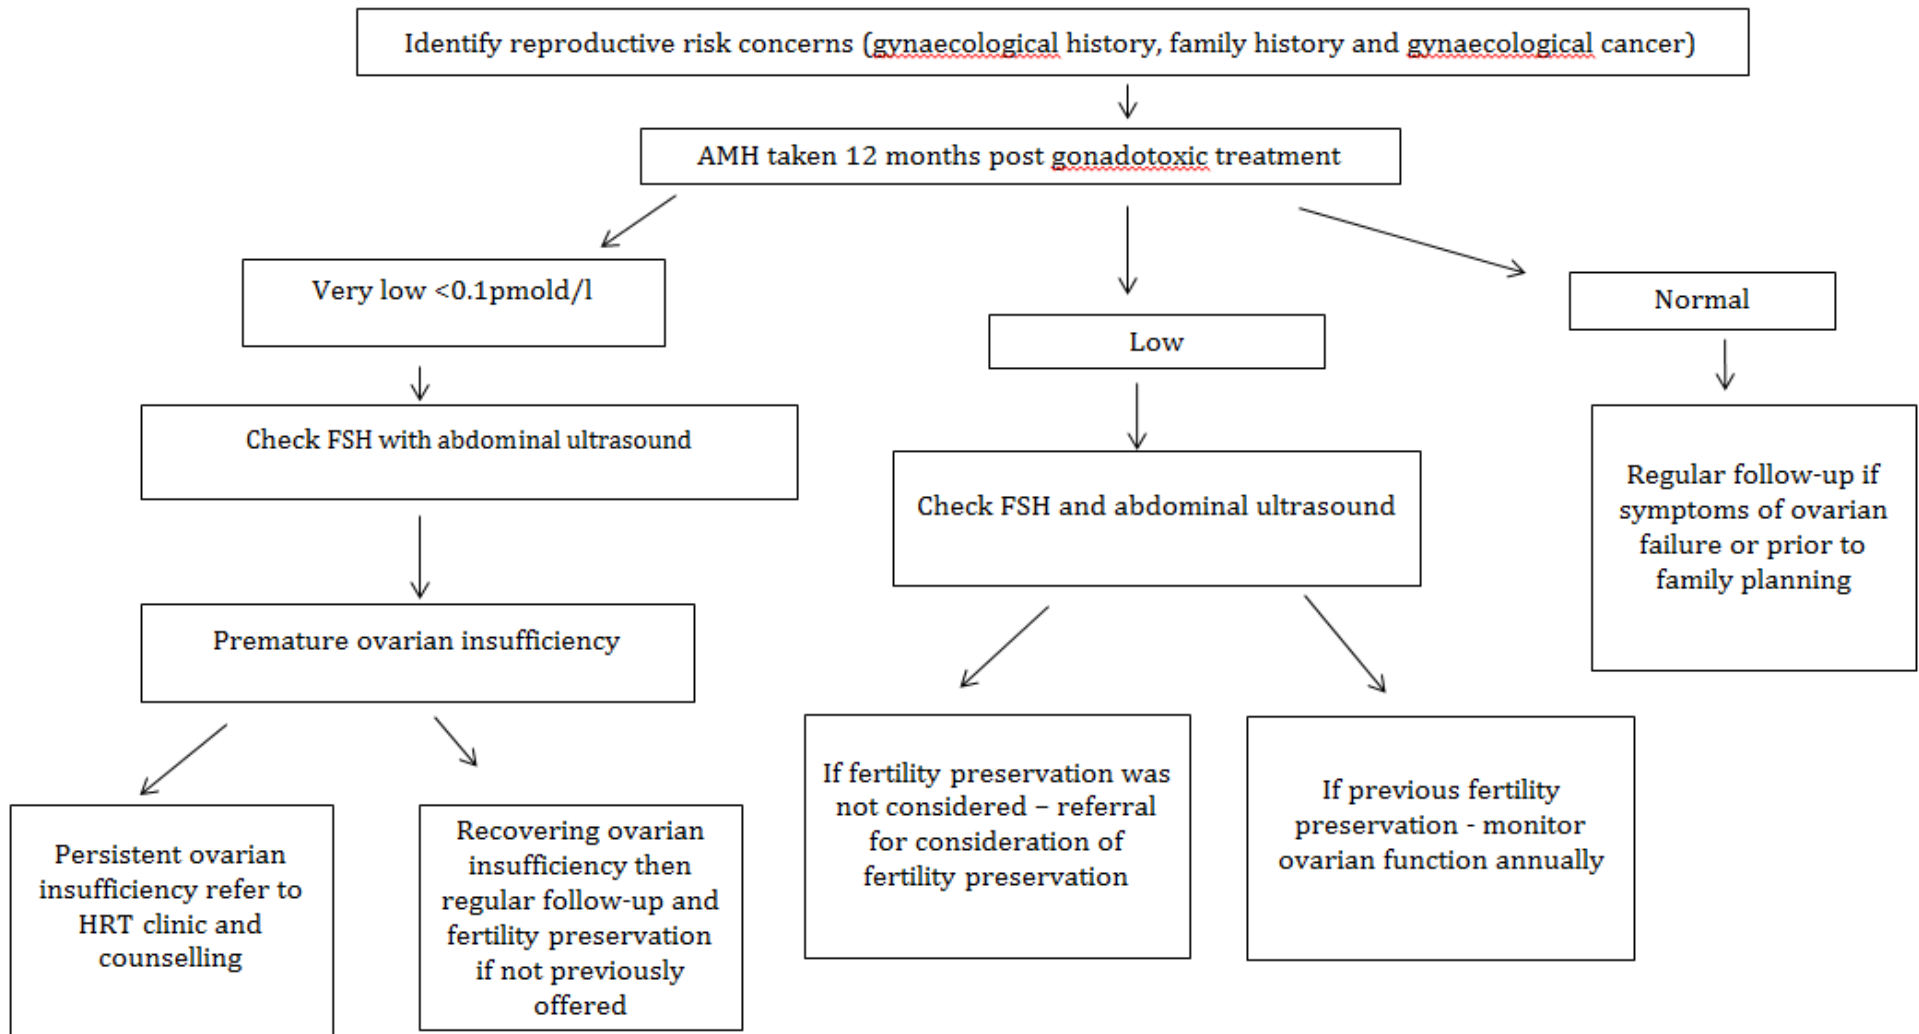 Identify reproductive risk concerns (gynaecological history, family history and gynaecological cancer)
AMH taken 12 months post gonadotoxic treatment
Very low <0.1pmold/l
Low
Normal
Check FSH with abdominal ultrasound
Check FSH and abdominal ultrasound
Regular follow-up if
symptoms of ovarian
failure or prior to
family planning
Premature ovarian insufficiency
Persistent ovarian
insufficiency refer to
HRT clinic and
counselling
Recovering ovarian
insufficiency then
regular follow-up and
fertility preservation
if not previously
offered
If fertility preservation was
not considered – referral
for consideration of
fertility preservation
If previous fertility
preservation - monitor
ovarian function annually